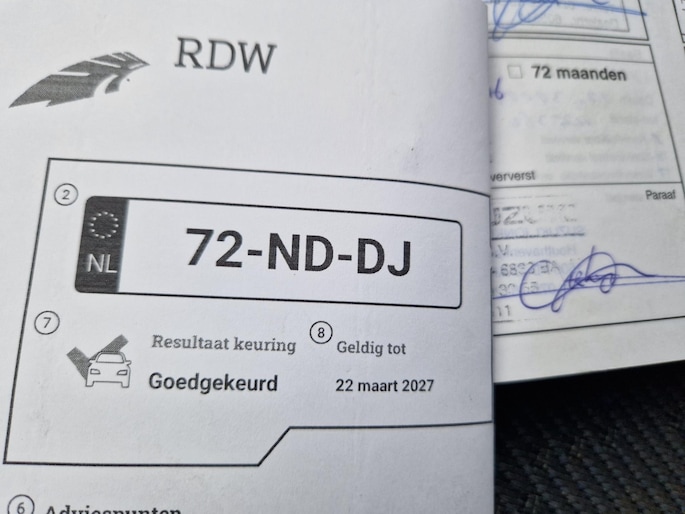 RDW
2
NL
72-ND-DJ
7
Resultaat keuring
Goedgekeurd
8
Geldig tot
22 maart 2027
6
Adviespunten
72 maanden
ververst
Paraaf